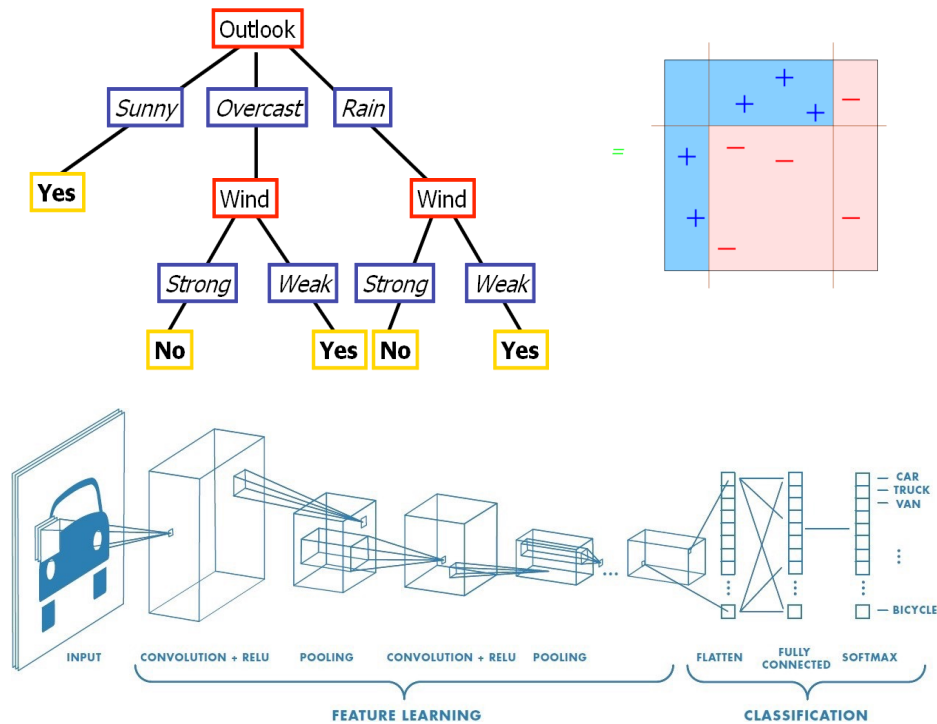 Outlook
Sunny Overcast Rain
Yes Wind Wind
Strong Weak Strong Weak
No Yes No Yes
=
+ + + + +
− − − − − −
CAR
TRUCK
VAN
...
BICYCLE
INPUT CONVOLUTION + RELU POOLING CONVOLUTION + RELU POOLING ... FLATTEN FULLY CONNECTED SOFTMAX
FEATURE LEARNING CLASSIFICATION